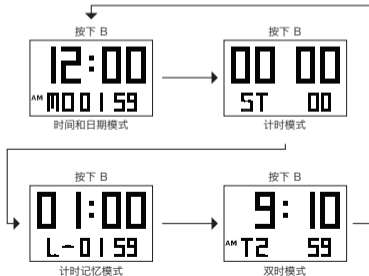 按下 B
12:00
AM MO 01 59
时间和日期模式
按下 B
00 00
ST 00
计时模式
按下 B
01:00
L-01 59
计时记忆模式
按下 B
9:10
AM T2 59
双时模式